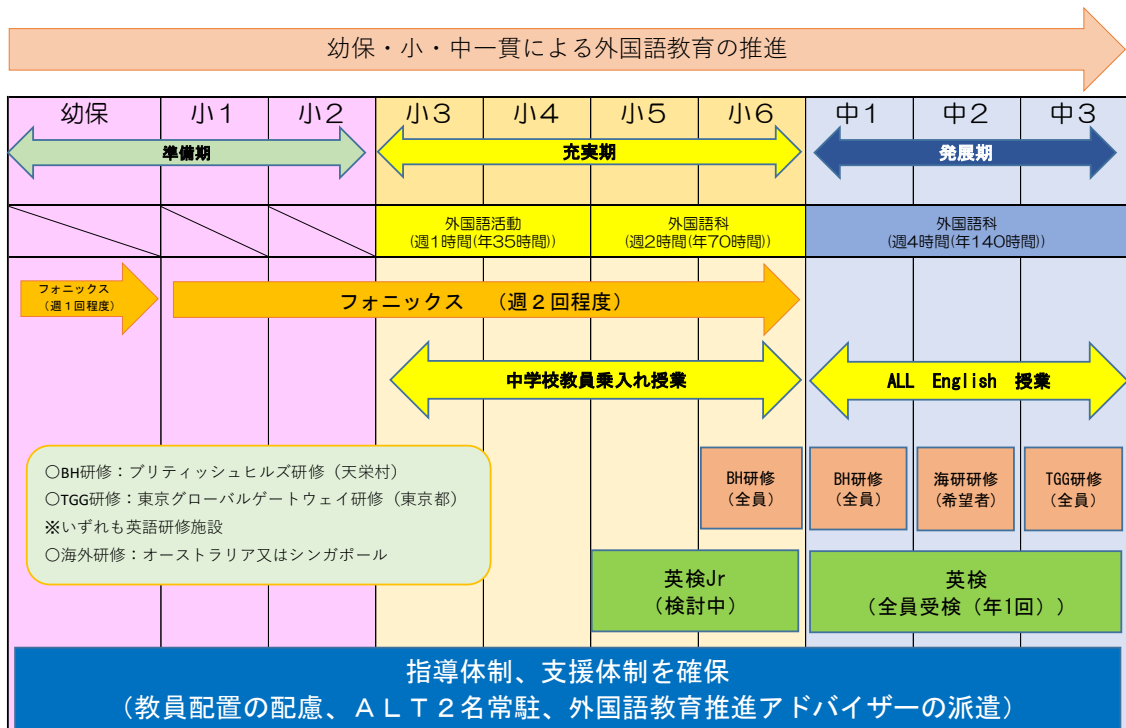 幼保・小・中一貫による外国語教育の推進
幼保
小1
小2
小3
小4
小5
小6
中1
中2
中3
準備期
充実期
発展期
外国語活動
(週1時間(年35時間))
外国語科
(週2時間(年70時間))
外国語科
(週4時間(年140時間))
フォニックス
(週1回程度)
フォニックス　(週2回程度)
中学校教員乗入れ授業
ALL English 授業
○BH研修：ブリティッシュヒルズ研修（天栄村）
○TGG研修：東京グローバルゲートウェイ研修（東京都）
※いずれも英語研修施設
○海外研修：オーストラリア又はシンガポール
BH研修
(全員)
BH研修
(全員)
海研研修
(希望者)
TGG研修
(全員)
英検Jr
（検討中）
英検
（全員受検（年1回））
指導体制、支援体制を確保
（教員配置の配慮、ＡＬＴ２名常駐、外国語教育推進アドバイザーの派遣）